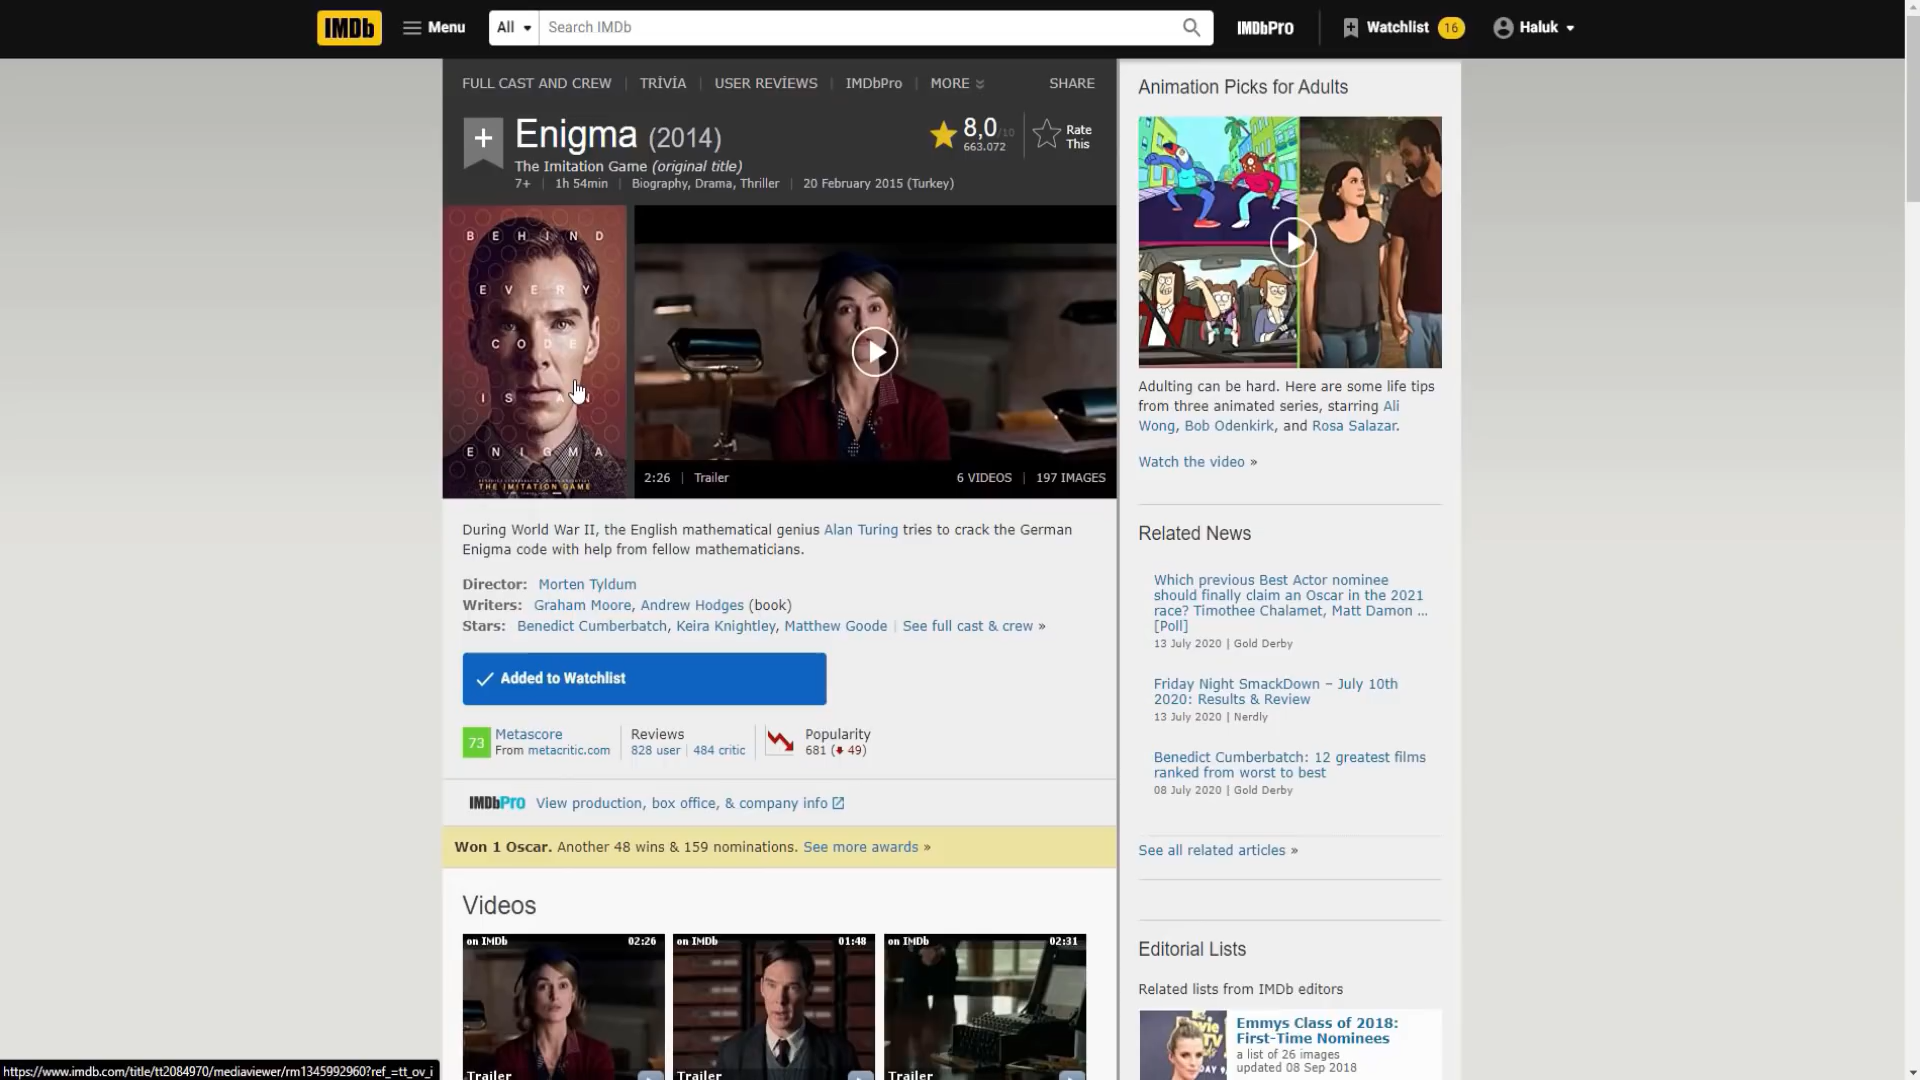 IMDb
Menu
All
Search IMDb
IMDbPro
Watchlist 16
Haluk
FULL CAST AND CREW | TRİVİA | USER REVİEWS | IMDbPro | MORE
SHARE
+ Enigma (2014)
The Imitation Game (original title)
7+ | 1h 54min | Biography, Drama, Thriller | 20 February 2015 (Turkey)
8,0/10
663.072
Rate
This
BEHIND
EVERY
CODE
IS AN
ENIGMA
THE IMITATION GAME
2:26 | Trailer
6 VIDEOS | 197 IMAGES
During World War II, the English mathematical genius Alan Turing tries to crack the German
Enigma code with help from fellow mathematicians.
Director: Morten Tyldum
Writers: Graham Moore, Andrew Hodges (book)
Stars: Benedict Cumberbatch, Keira Knightley, Matthew Goode | See full cast & crew »
Added to Watchlist
73
Metascore
From metacritic.com
Reviews
828 user | 484 critic
Popularity
681 (49)
IMDbPro View production, box office, & company info
Won 1 Oscar. Another 48 wins & 159 nominations. See more awards »
Videos
on IMDb 02:26
on IMDb 01:48
on IMDb 02:31
Trailer
Trailer
Trailer
Animation Picks for Adults
Adulting can be hard. Here are some life tips
from three animated series, starring Ali
Wong, Bob Odenkirk, and Rosa Salazar.
Watch the video »
Related News
Which previous Best Actor nominee
should finally claim an Oscar in the 2021
race? Timothee Chalamet, Matt Damon ...
[Poll]
13 July 2020 | Gold Derby
Friday Night SmackDown – July 10th
2020: Results & Review
13 July 2020 | Nerdly
Benedict Cumberbatch: 12 greatest films
ranked from worst to best
08 July 2020 | Gold Derby
See all related articles »
Editorial Lists
Related lists from IMDb editors
Emmys Class of 2018:
First-Time Nominees
a list of 26 images
updated 08 Sep 2018
https://www.imdb.com/title/tt2084970/mediaviewer/rm1345992960?ref_=tt_ov_i